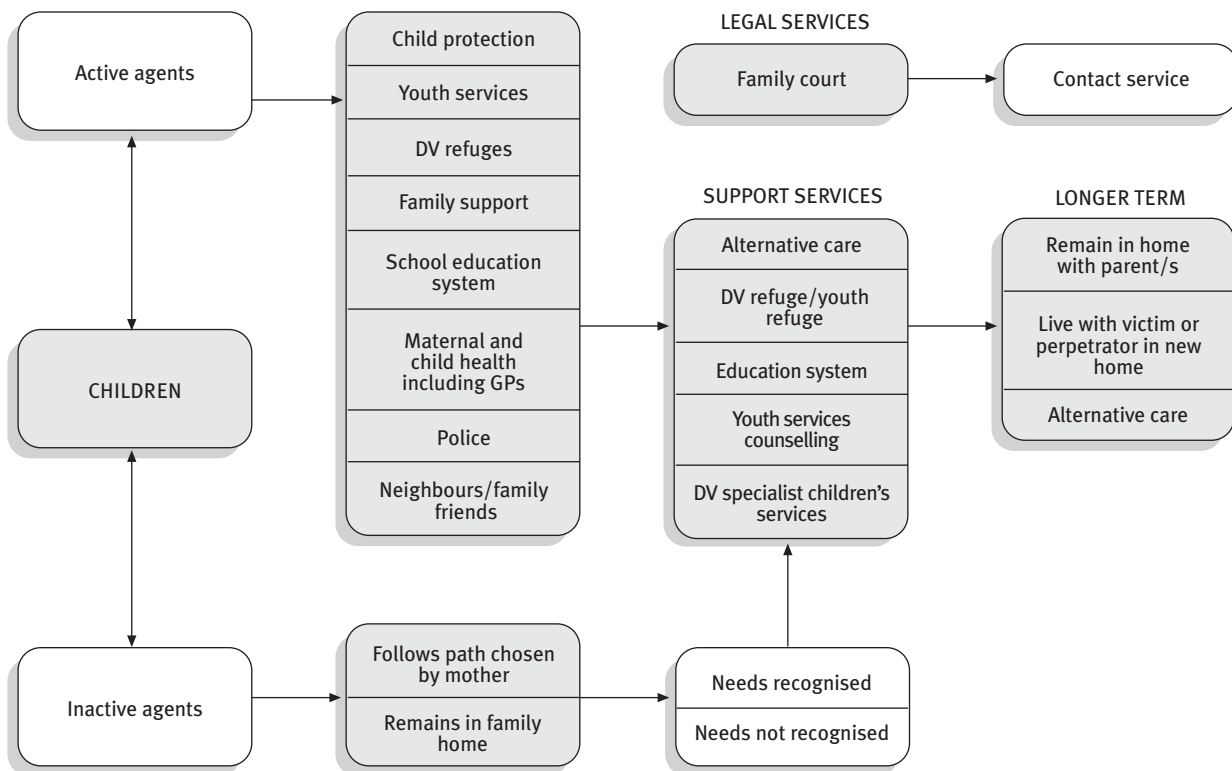 Active agents
CHILDREN
Inactive agents
Child protection
Youth services
DV refuges
Family support
School education
system
Maternal and
child health
including GPs
Police
Neighbours/family
friends
Follows path chosen
by mother
Remains in family
home
LEGAL SERVICES
Family court
Contact service
SUPPORT SERVICES
Alternative care
DV refuge/youth
refuge
Education system
Youth services
counselling
DV specialist children’s
services
Needs recognised
Needs not recognised
LONGER TERM
Remain in home
with parent/s
Live with victim or
perpetrator in new
home
Alternative care